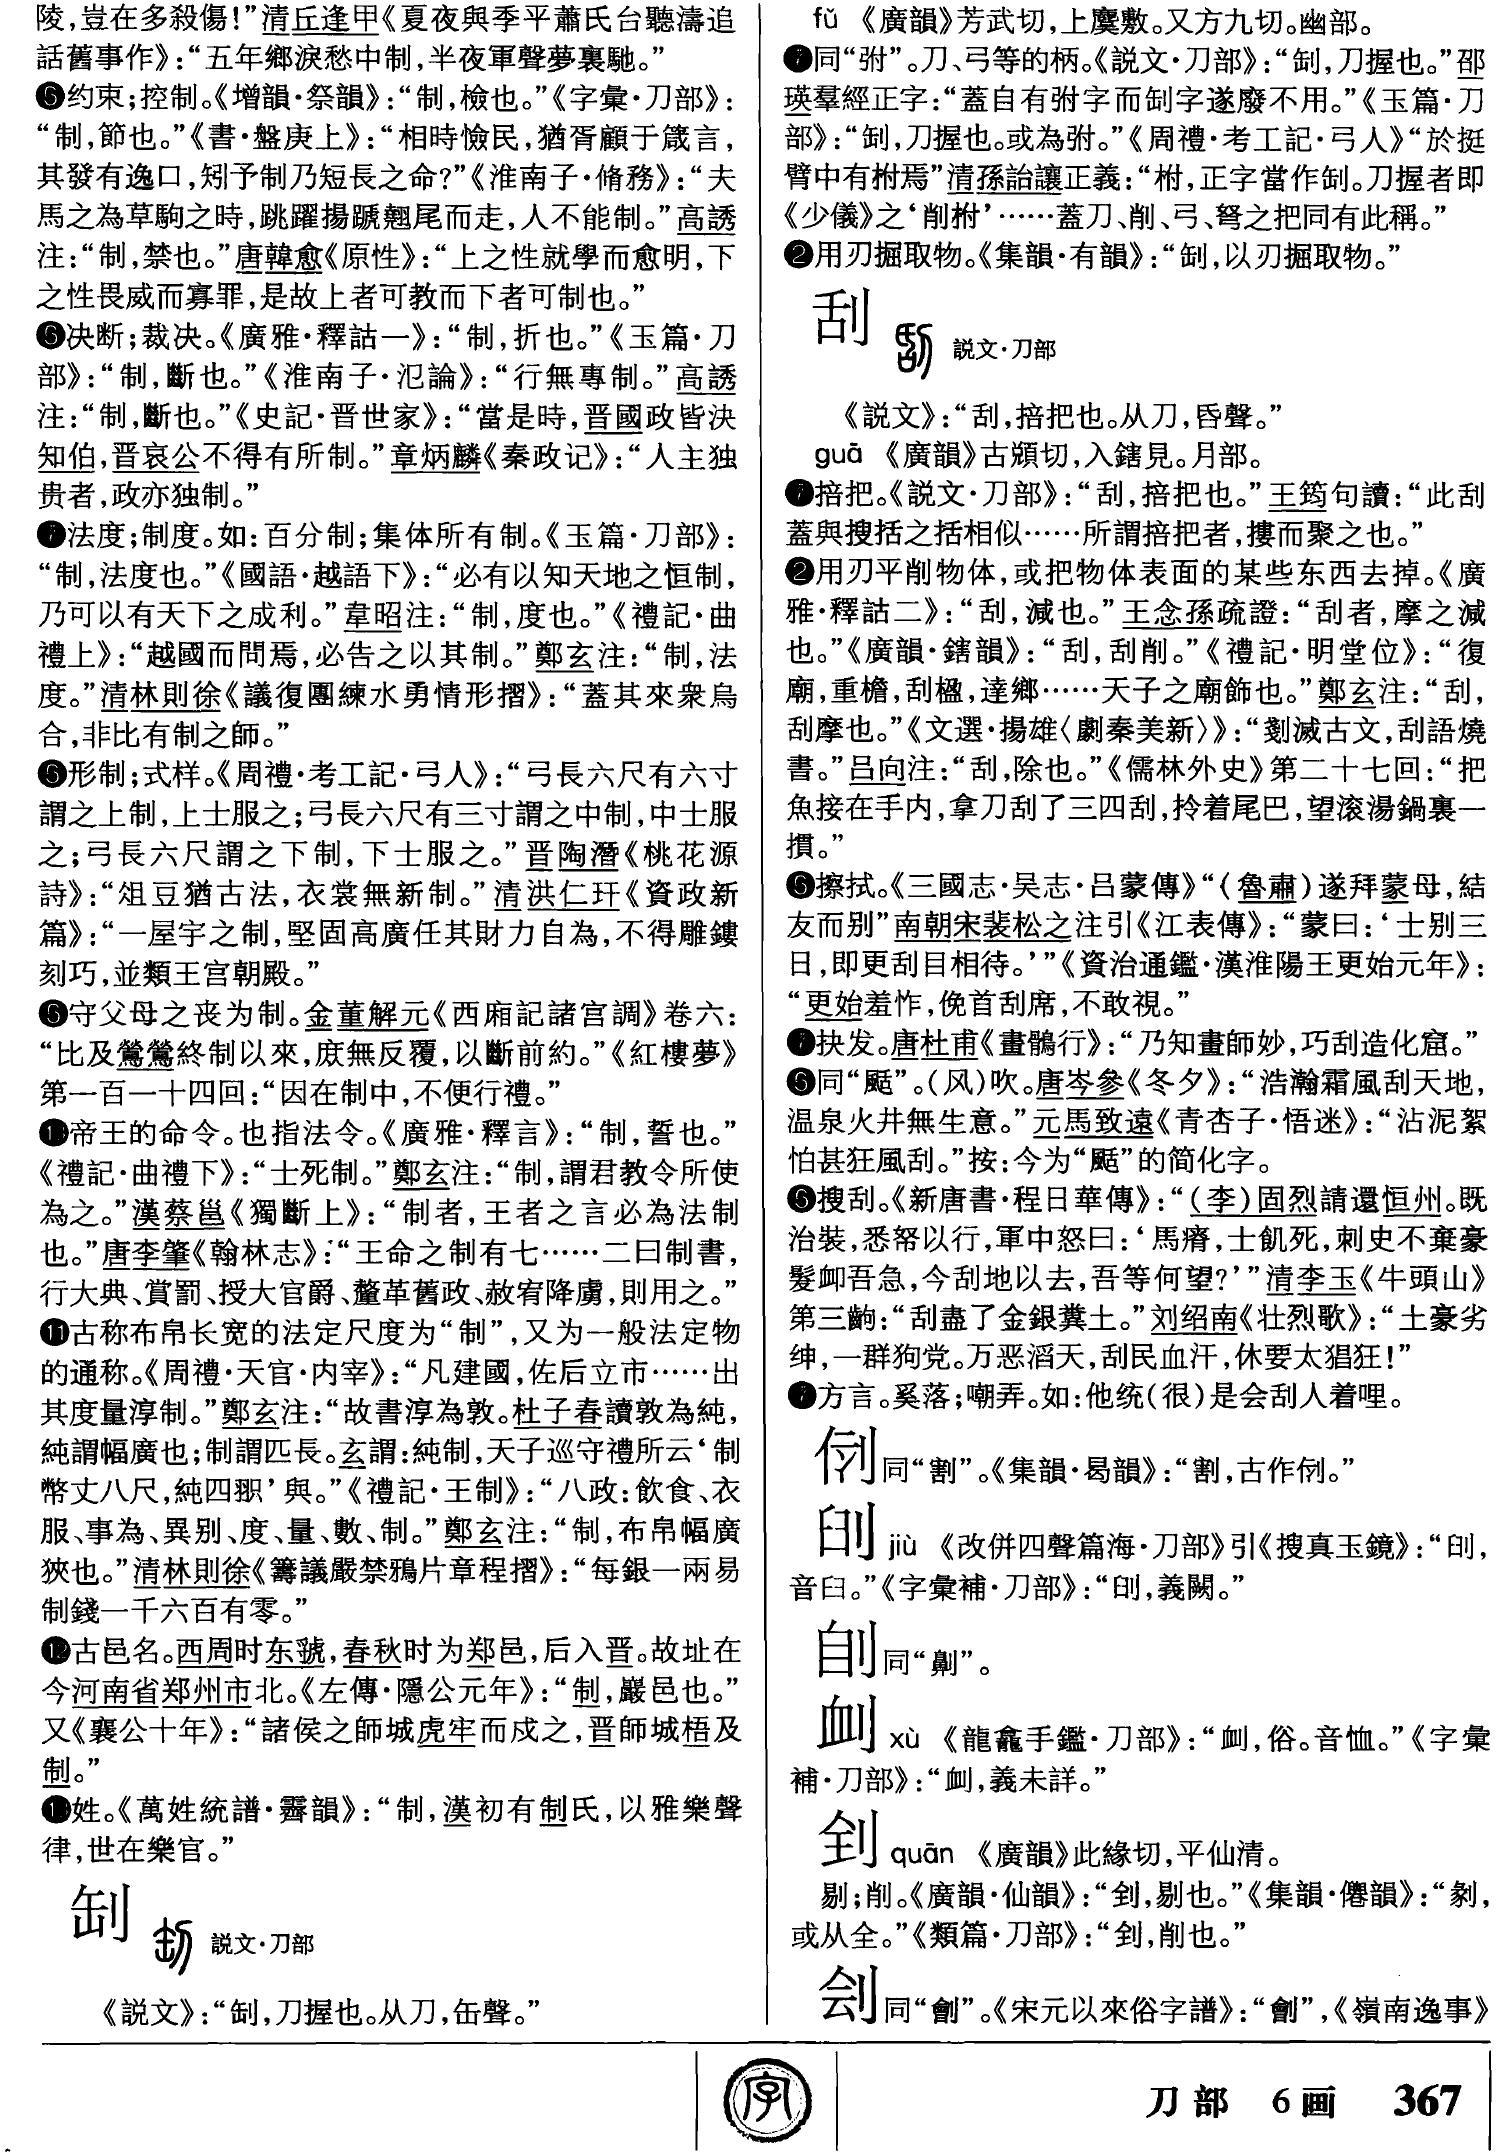 陵,豈在多殺傷!”清丘逢甲《夏夜與季平蕭氏台聽濤追
話舊事作》:“五年鄉淚愁中制,半夜軍聲夢裏馳。”
❺约束;控制。《增韻·祭韻》:“制,檢也。”《字彙·刀部》:
“制,節也。”《書·盤庚上》:“相時憸民,猶胥顧于箴言,
其發有逸口,矧予制乃短長之命?”《淮南子·脩務》:“夫
馬之為草駒之時,跳躍揚蹏翹尾而走,人不能制。”高誘
注:“制,禁也。”唐韓愈《原性》:“上之性就學而愈明,下
之性畏威而寡罪,是故上者可教而下者可制也。”
❻决断;裁决。《廣雅·釋詁一》:“制,折也。”《玉篇·刀
部》:“制,斷也。”《淮南子·氾論》:“行無專制。”高誘
注:“制,斷也。”《史記·晋世家》:“當是時,晋國政皆決
知伯,晋哀公不得有所制。”章炳麟《秦政记》:“人主独
贵者,政亦独制。”
❼法度;制度。如:百分制;集体所有制。《玉篇·刀部》:
“制,法度也。”《國語·越語下》:“必有以知天地之恒制,
乃可以有天下之成利。”韋昭注:“制,度也。”《禮記·曲
禮上》:“越國而問焉,必告之以其制。”鄭玄注:“制,法
度。”清林則徐《議復團練水勇情形摺》:“蓋其來衆烏
合,非比有制之師。”
❽形制;式样。《周禮·考工記·弓人》:“弓長六尺有六寸
謂之上制,上士服之;弓長六尺有三寸謂之中制,中士服
之;弓長六尺謂之下制,下士服之。”晋陶潛《桃花源
詩》:“俎豆猶古法,衣裳無新制。”清洪仁玕《資政新
篇》:“一屋宇之制,堅固高廣任其財力自為,不得雕鏤
刻巧,並類王宫朝殿。”
❾守父母之丧为制。金董解元《西廂記諸宫調》卷六:
“比及鶯鶯終制以來,庶無反覆,以斷前約。”《紅樓夢》
第一百一十四回:“因在制中,不便行禮。”
❿帝王的命令。也指法令。《廣雅·釋言》:“制,誓也。”
《禮記·曲禮下》:“士死制。”鄭玄注:“制,謂君教令所使
為之。”漢蔡邕《獨斷上》:“制者,王者之言必為法制
也。”唐李肇《翰林志》:“王命之制有七……二曰制書,
行大典、賞罰、授大官爵、釐革舊政、赦宥降虜,則用之。”
⓫古称布帛长宽的法定尺度为“制”,又为一般法定物
的通称。《周禮·天官·内宰》:“凡建國,佐后立市……出
其度量淳制。”鄭玄注:“故書淳為敦。杜子春讀敦為純,
純謂幅廣也;制謂匹長。玄謂:純制,天子巡守禮所云‘制
幣丈八尺,純四㖾’與。”《禮記·王制》:“八政:飲食、衣
服、事為、異别、度、量、數、制。”鄭玄注:“制,布帛幅廣
狹也。”清林則徐《籌議嚴禁鴉片章程摺》:“每銀一兩易
制錢一千六百有零。”
⓬古邑名。西周时东虢,春秋时为郑邑,后入晋。故址在
今河南省郑州市北。《左傳·隱公元年》:“制,巖邑也。”
又《襄公十年》:“諸侯之師城虎牢而戍之,晋師城梧及
制。”
⓭姓。《萬姓統譜·霽韻》:“制,漢初有制氏,以雅樂聲
律,世在樂官。”
㓡 説文·刀部
《説文》:“㓡,刀握也。从刀,缶聲。”
fǔ 《廣韻》芳武切,上麌敷。又方九切。幽部。
❶同“弣”。刀、弓等的柄。《説文·刀部》:“㓡,刀握也。”邵
瑛羣經正字:“蓋自有弣字而㓡字遂廢不用。”《玉篇·刀
部》:“㓡,刀握也。或為弣。”《周禮·考工記·弓人》“於挺
臂中有柎焉”清孫詒讓正義:“柎,正字當作㓡。刀握者即
《少儀》之‘削柎’……蓋刀、削、弓、弩之把同有此稱。”
❷用刃掘取物。《集韻·有韻》:“㓡,以刃掘取物。”
刮 説文·刀部
《説文》:“刮,掊把也。从刀,昏聲。”
guā 《廣韻》古頒切,入鎋見。月部。
❶掊把。《説文·刀部》:“刮,掊把也。”王筠句讀:“此刮
蓋與搜括之括相似……所謂掊把者,摟而聚之也。”
❷用刃平削物体,或把物体表面的某些东西去掉。《廣
雅·釋詁二》:“刮,減也。”王念孫疏證:“刮者,摩之減
也。”《廣韻·鎋韻》:“刮,刮削。”《禮記·明堂位》:“復
廟,重檐,刮楹,達鄉……天子之廟飾也。”鄭玄注:“刮,
刮摩也。”《文選·揚雄〈劇秦美新〉》:“剗滅古文,刮語燒
書。”吕向注:“刮,除也。”《儒林外史》第二十七回:“把
魚接在手内,拿刀刮了三四刮,拎着尾巴,望滚湯鍋裏一
摜。”
❸擦拭。《三國志·吴志·吕蒙傳》“(魯肅)遂拜蒙母,結
友而别”南朝宋裴松之注引《江表傳》:“蒙曰:‘士别三
日,即更刮目相待。’”《資治通鑑·漢淮陽王更始元年》:
“更始羞怍,俛首刮席,不敢視。”
❹抉发。唐杜甫《畫鶻行》:“乃知畫師妙,巧刮造化窟。”
❺同“颳”。(风)吹。唐岑參《冬夕》:“浩瀚霜風刮天地,
温泉火井無生意。”元馬致遠《青杏子·悟迷》:“沾泥絮
怕甚狂風刮。”按:今为“颳”的简化字。
❻搜刮。《新唐書·程日華傳》:“(李)固烈請還恒州。既
治裝,悉帑以行,軍中怒曰:‘馬瘠,士飢死,刺史不棄豪
髮卹吾急,今刮地以去,吾等何望?’”清李玉《牛頭山》
第三齣:“刮盡了金銀糞土。”刘绍南《壮烈歌》:“土豪劣
绅,一群狗党。万恶滔天,刮民血汗,休要太猖狂!”
❼方言。奚落;嘲弄。如:他统(很)是会刮人着哩。
同“割”。《集韻·曷韻》:“割,古作𠛳。”
jiù 《改併四聲篇海·刀部》引《搜真玉鏡》:“,
音臼。”《字彙補·刀部》:“,義闕。”
同“劓”。
xù 《龍龕手鑑·刀部》:“,俗。音恤。”《字彙
補·刀部》:“,義未詳。”
㓫 quān 《廣韻》此緣切,平仙清。
剔;削。《廣韻·仙韻》:“㓫,剔也。”《集韻·僊韻》:“剶,
或从全。”《類篇·刀部》:“㓫,削也。”
刽同“劊”。《宋元以來俗字譜》:“劊”,《嶺南逸事》
字
刀部 6画 367